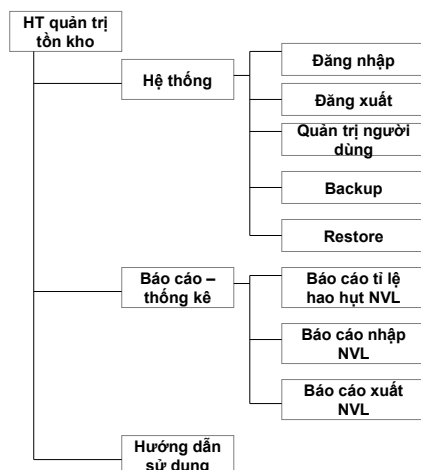 HT quản trị
tồn kho
Hệ thống
Đăng nhập
Đăng xuất
Quản trị người
dùng
Backup
Restore
Báo cáo –
thống kê
Báo cáo tỉ lệ
hao hụt NVL
Báo cáo nhập
NVL
Báo cáo xuất
NVL
Hướng dẫn
sử dụng